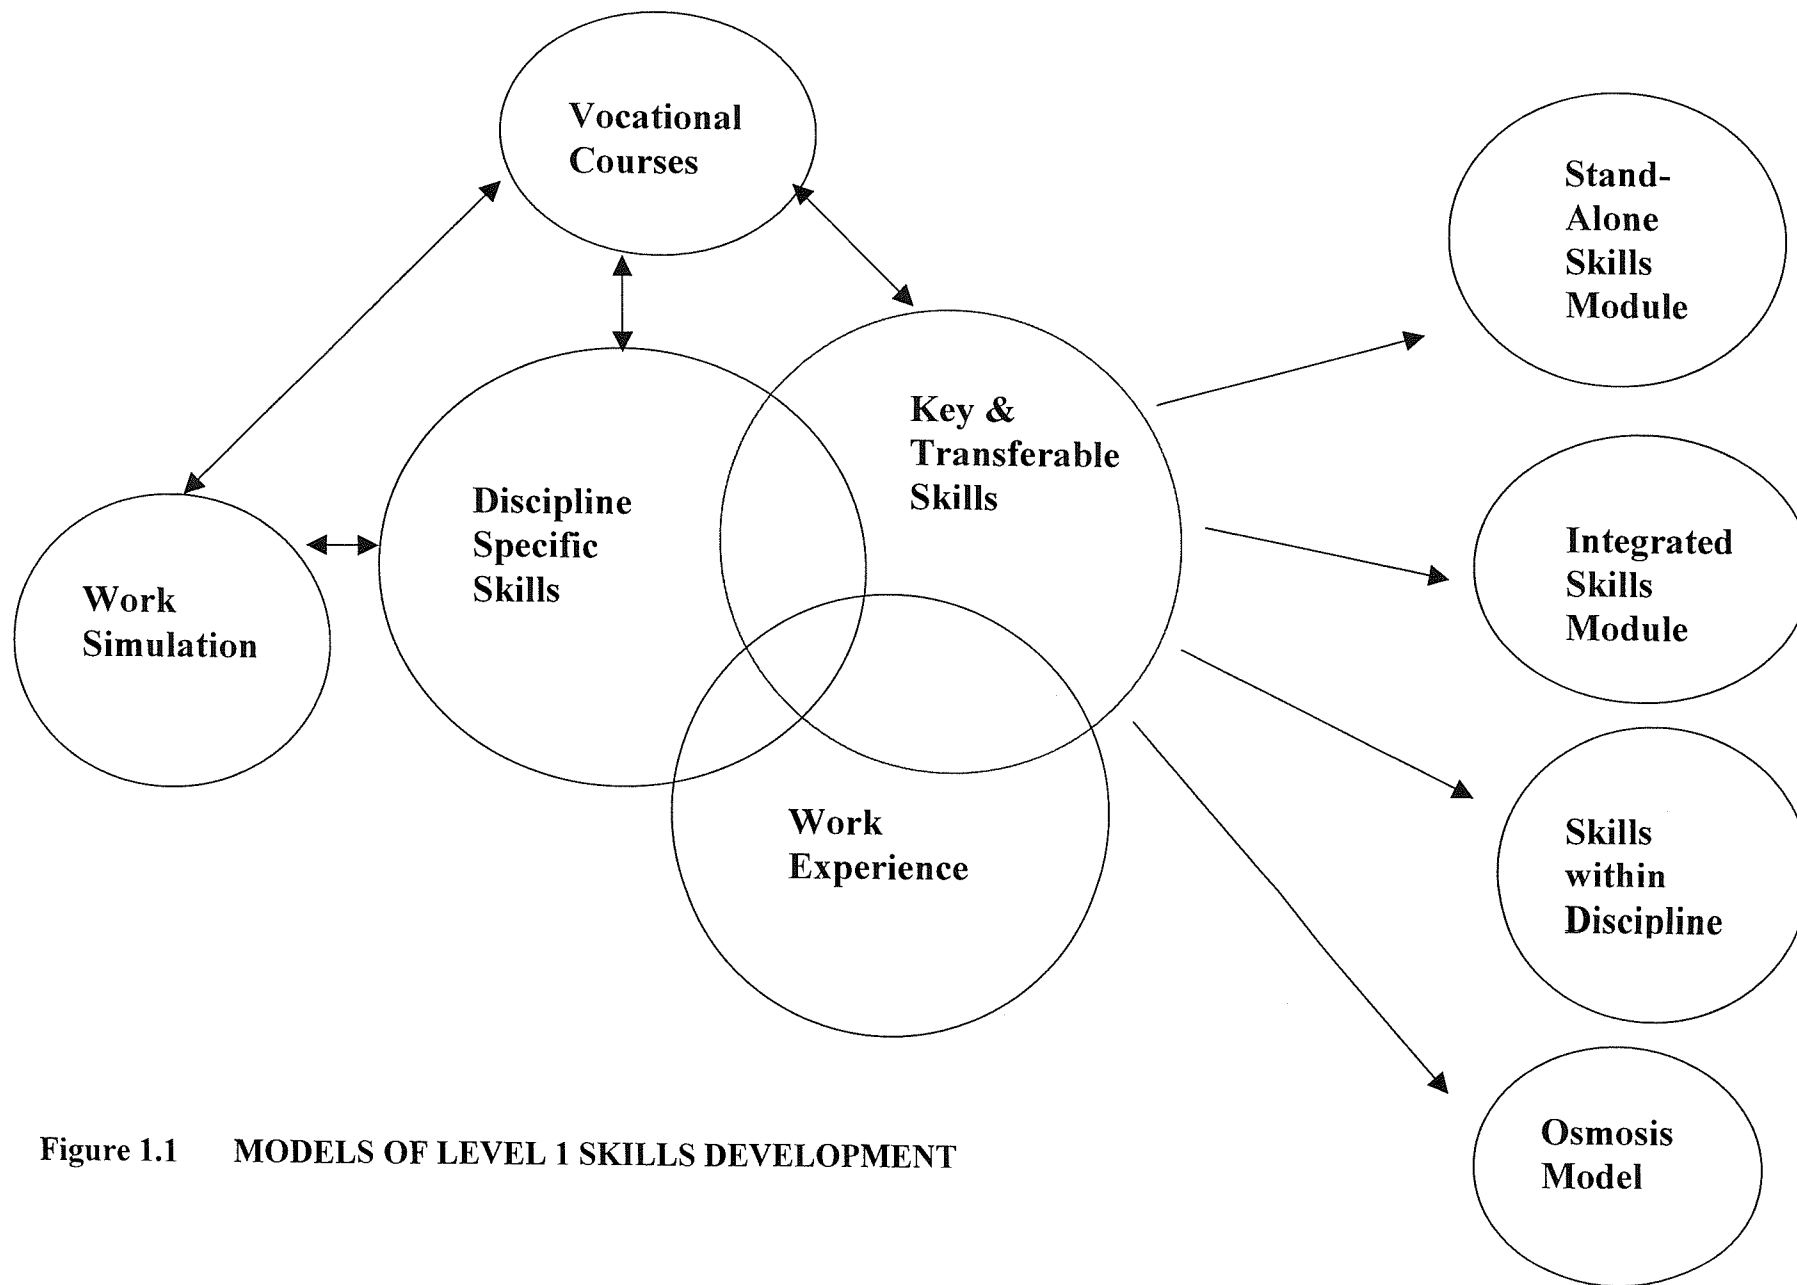 Vocational
Courses
Stand-
Alone
Skills
Module
Key &
Transferable
Skills
Discipline
Specific
Skills
Integrated
Skills
Module
Work
Simulation
Work
Experience
Skills
within
Discipline
Osmosis
Model
Figure 1.1 MODELS OF LEVEL 1 SKILLS DEVELOPMENT